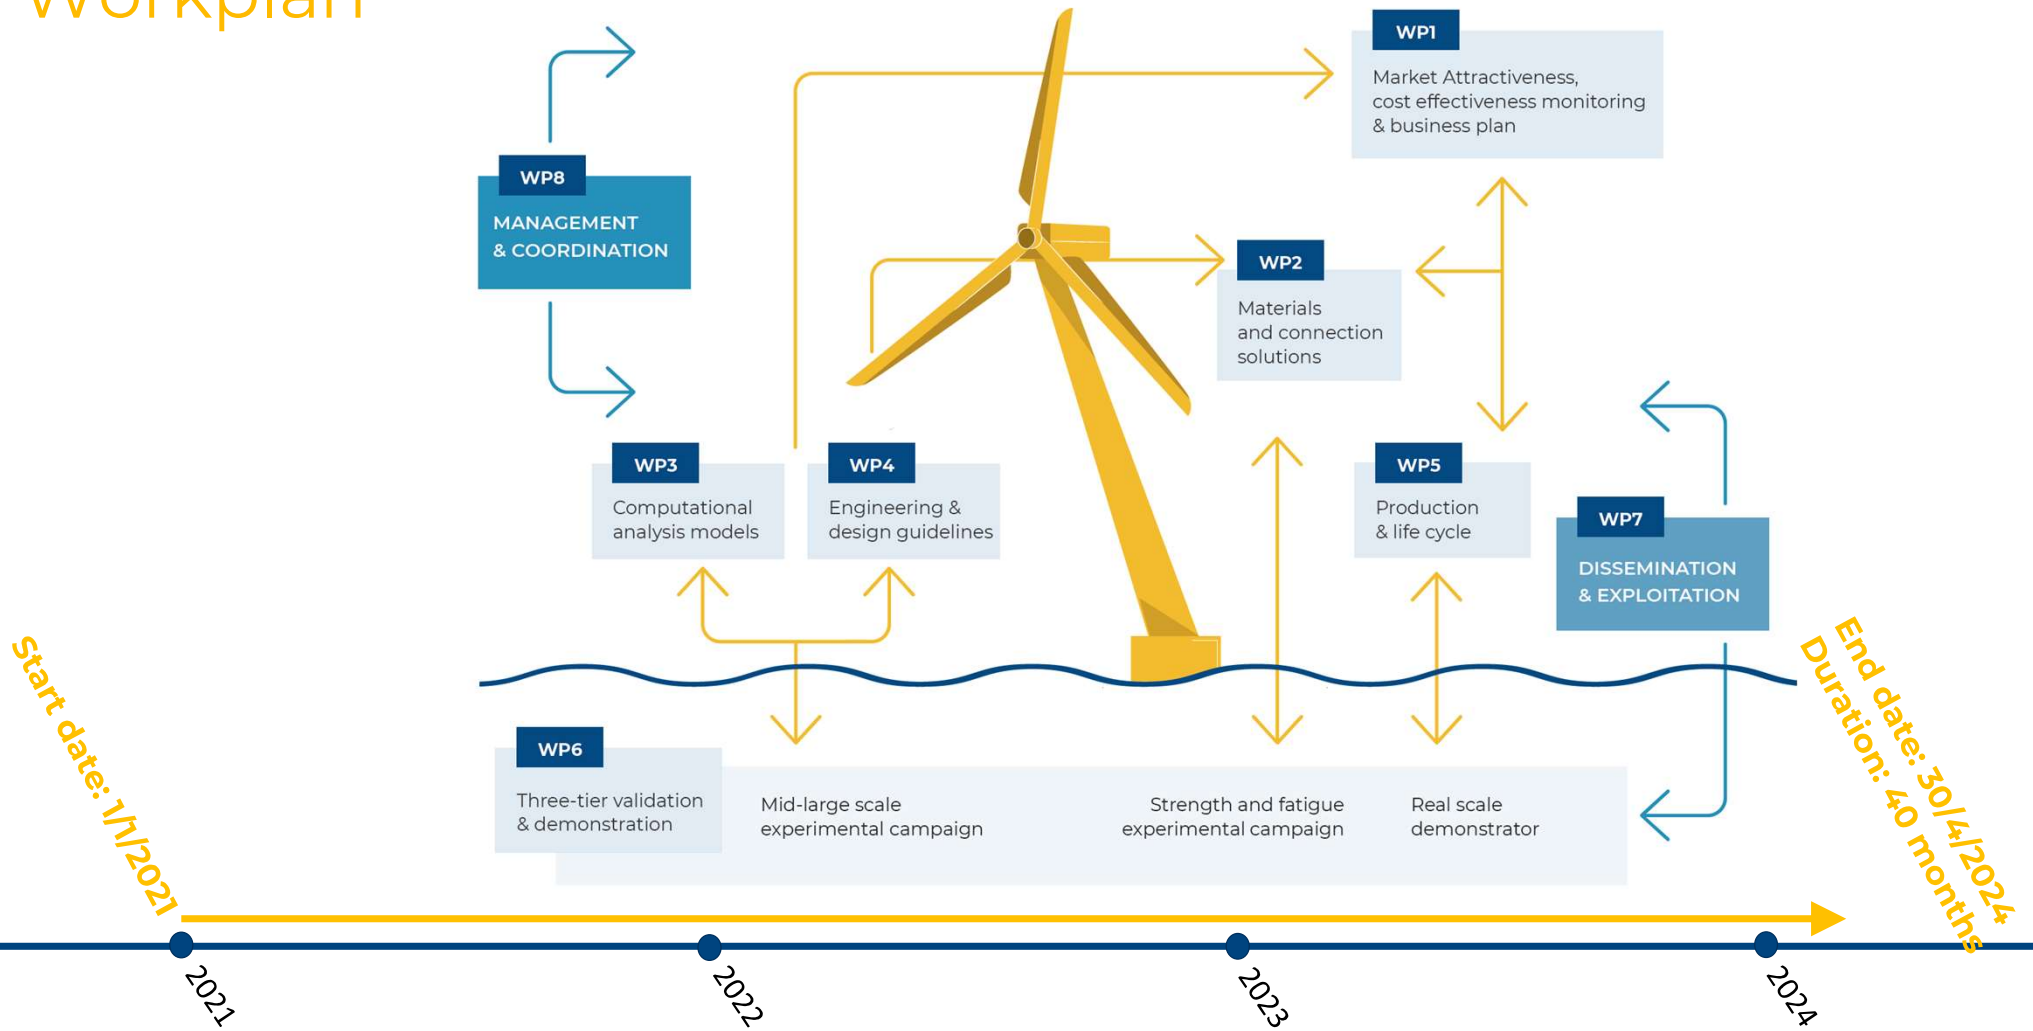 Workplan
WP1
Market Attractiveness,
cost effectiveness monitoring
& business plan
WP8
MANAGEMENT
& COORDINATION
WP2
Materials
and connection
solutions
WP3
Computational
analysis models
WP4
Engineering &
design guidelines
WP5
Production
& life cycle
WP7
DISSEMINATION
& EXPLOITATION
WP6
Three-tier validation
& demonstration
Mid-large scale
experimental campaign
Strength and fatigue
experimental campaign
Real scale
demonstrator
Start date: 1/1/2021
End date: 30/4/2024
Duration: 40 months
2021
2022
2023
2024